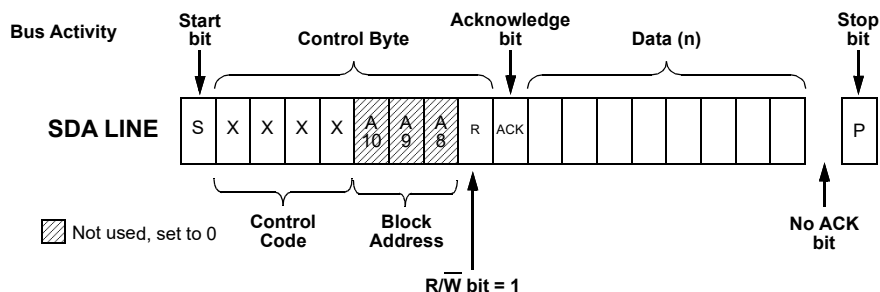 Bus Activity
Start
bit
Control Byte
Acknowledge
bit
Data (n)
Stop
bit
SDA LINE
S X X X X A
10 A
9 A
8 R ACK P
Control
Code
Block
Address
Not used, set to 0
No ACK
bit
R/W̅ bit = 1